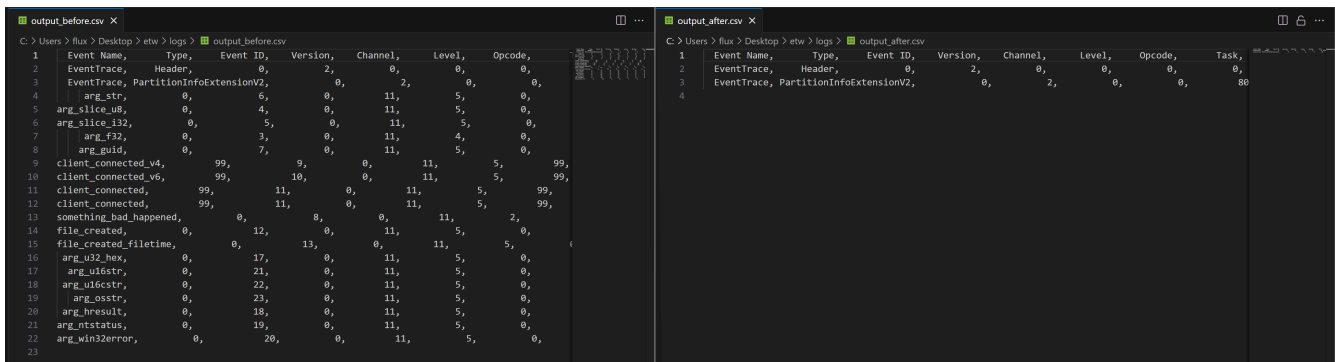 output_before.csv ×
C: > Users > flux > Desktop > etw > logs > output_before.csv
1 Event Name, Type, Event ID, Version, Channel, Level, Opcode,
2 EventTrace, Header, 0, 2, 0, 0, 0,
3 EventTrace, PartitionInfoExtensionV2, 0, 2, 0, 0,
4 arg_str, 0, 6, 0, 11, 5, 0,
5 arg_slice_u8, 0, 4, 0, 11, 5, 0,
6 arg_slice_i32, 0, 5, 0, 11, 5, 0,
7 arg_f32, 0, 3, 0, 11, 4, 0,
8 arg_guid, 0, 7, 0, 11, 5, 0,
9 client_connected_v4, 99, 9, 0, 11, 5, 99,
10 client_connected_v6, 99, 10, 0, 11, 5, 99,
11 client_connected, 99, 11, 0, 11, 5, 99,
12 client_connected, 99, 11, 0, 11, 5, 99,
13 something_bad_happened, 0, 8, 0, 11, 2,
14 file_created, 0, 12, 0, 11, 5, 0,
15 file_created_filetime, 0, 13, 0, 11, 5,
16 arg_u32_hex, 0, 17, 0, 11, 5, 0,
17 arg_u16str, 0, 21, 0, 11, 5, 0,
18 arg_u16cstr, 0, 22, 0, 11, 5, 0,
19 arg_osstr, 0, 23, 0, 11, 5, 0,
20 arg_hresult, 0, 18, 0, 11, 5, 0,
21 arg_ntstatus, 0, 19, 0, 11, 5, 0,
22 arg_win32error, 0, 20, 0, 11, 5, 0,
23
output_after.csv ×
C: > Users > flux > Desktop > etw > logs > output_after.csv
1 Event Name, Type, Event ID, Version, Channel, Level, Opcode, Task,
2 EventTrace, Header, 0, 2, 0, 0, 0, 0,
3 EventTrace, PartitionInfoExtensionV2, 0, 2, 0, 0, 80
4